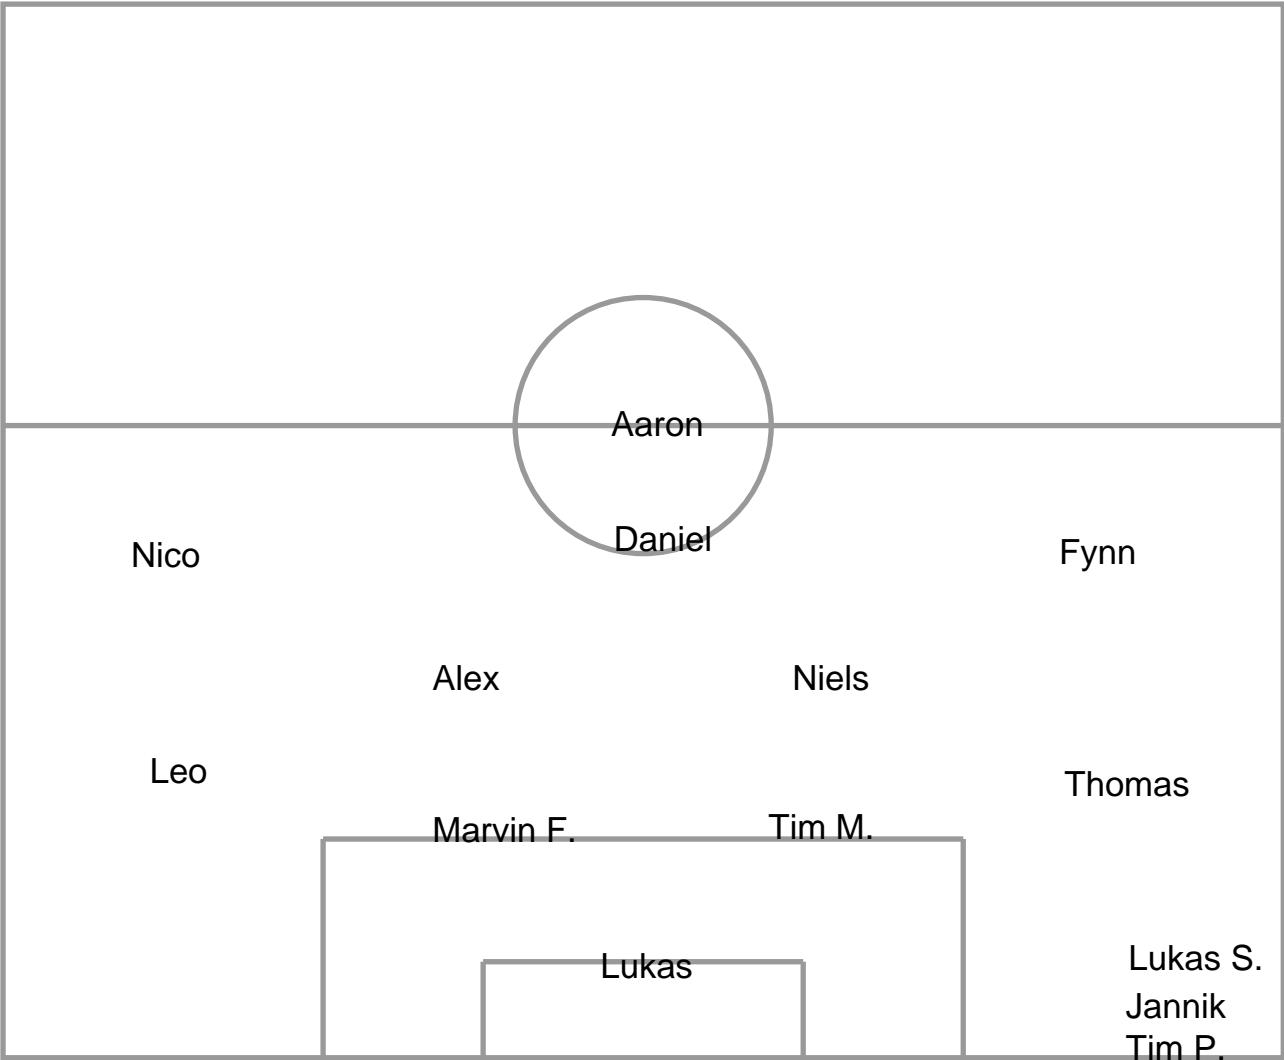 Aaron
Daniel
Nico
Fynn
Alex
Niels
Leo
Thomas
Marvin F.
Tim M.
Lukas
Lukas S.
Jannik
Tim P.